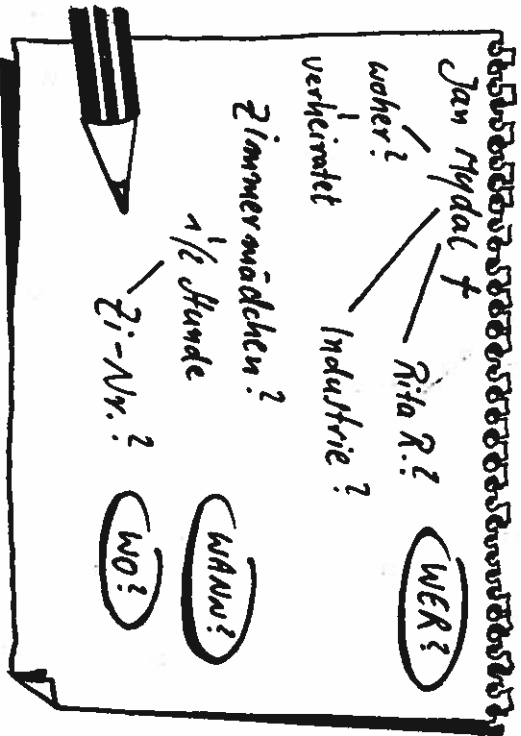 Jan Mydal †
woher?
verheiratet
Rita R.?
Industrie?
WER?
Zimmermädchen?
1/2 Stunde
WANN?
Zi-Nr.?
WO?